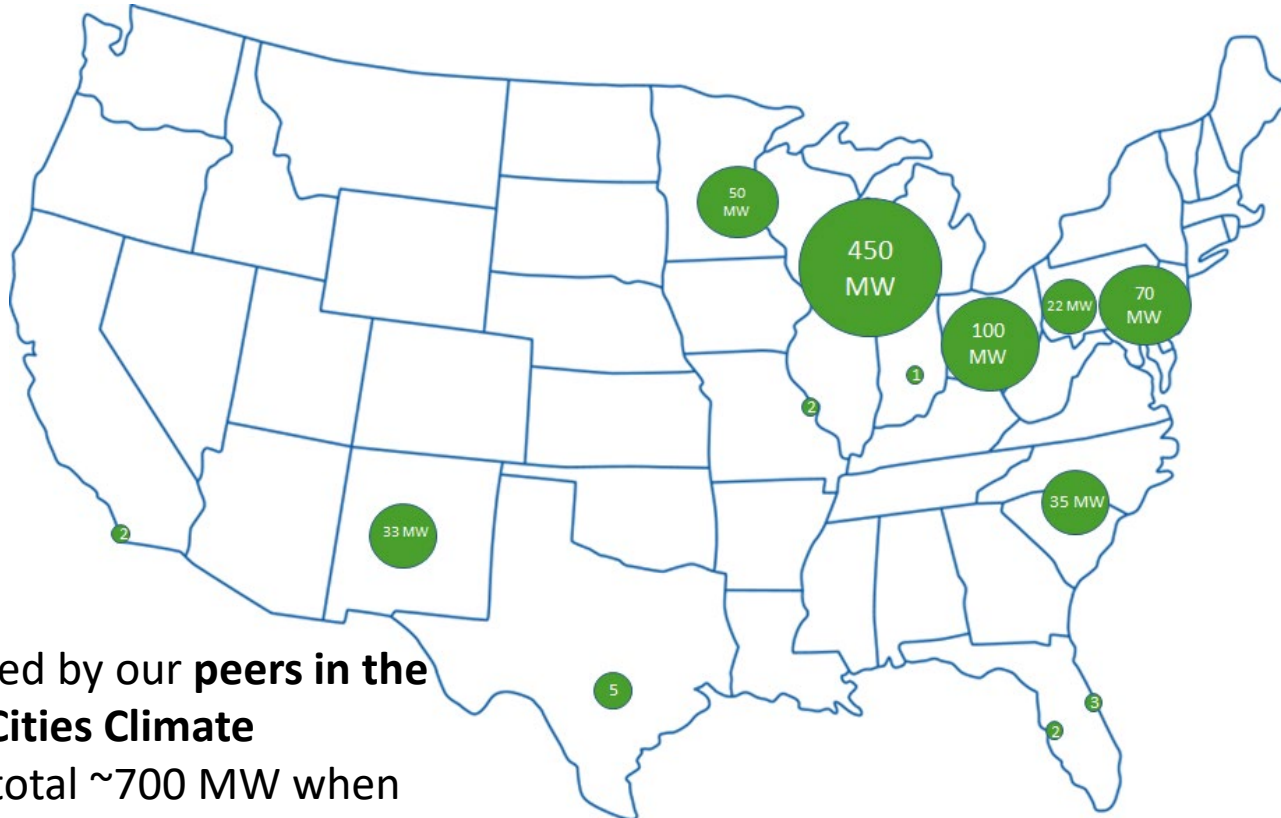 50
MW
450
MW
22 MW
70
MW
100
MW
1
2
35 MW
2
33 MW
5
3
2
ed by our peers in the
Cities Climate
total ~700 MW when